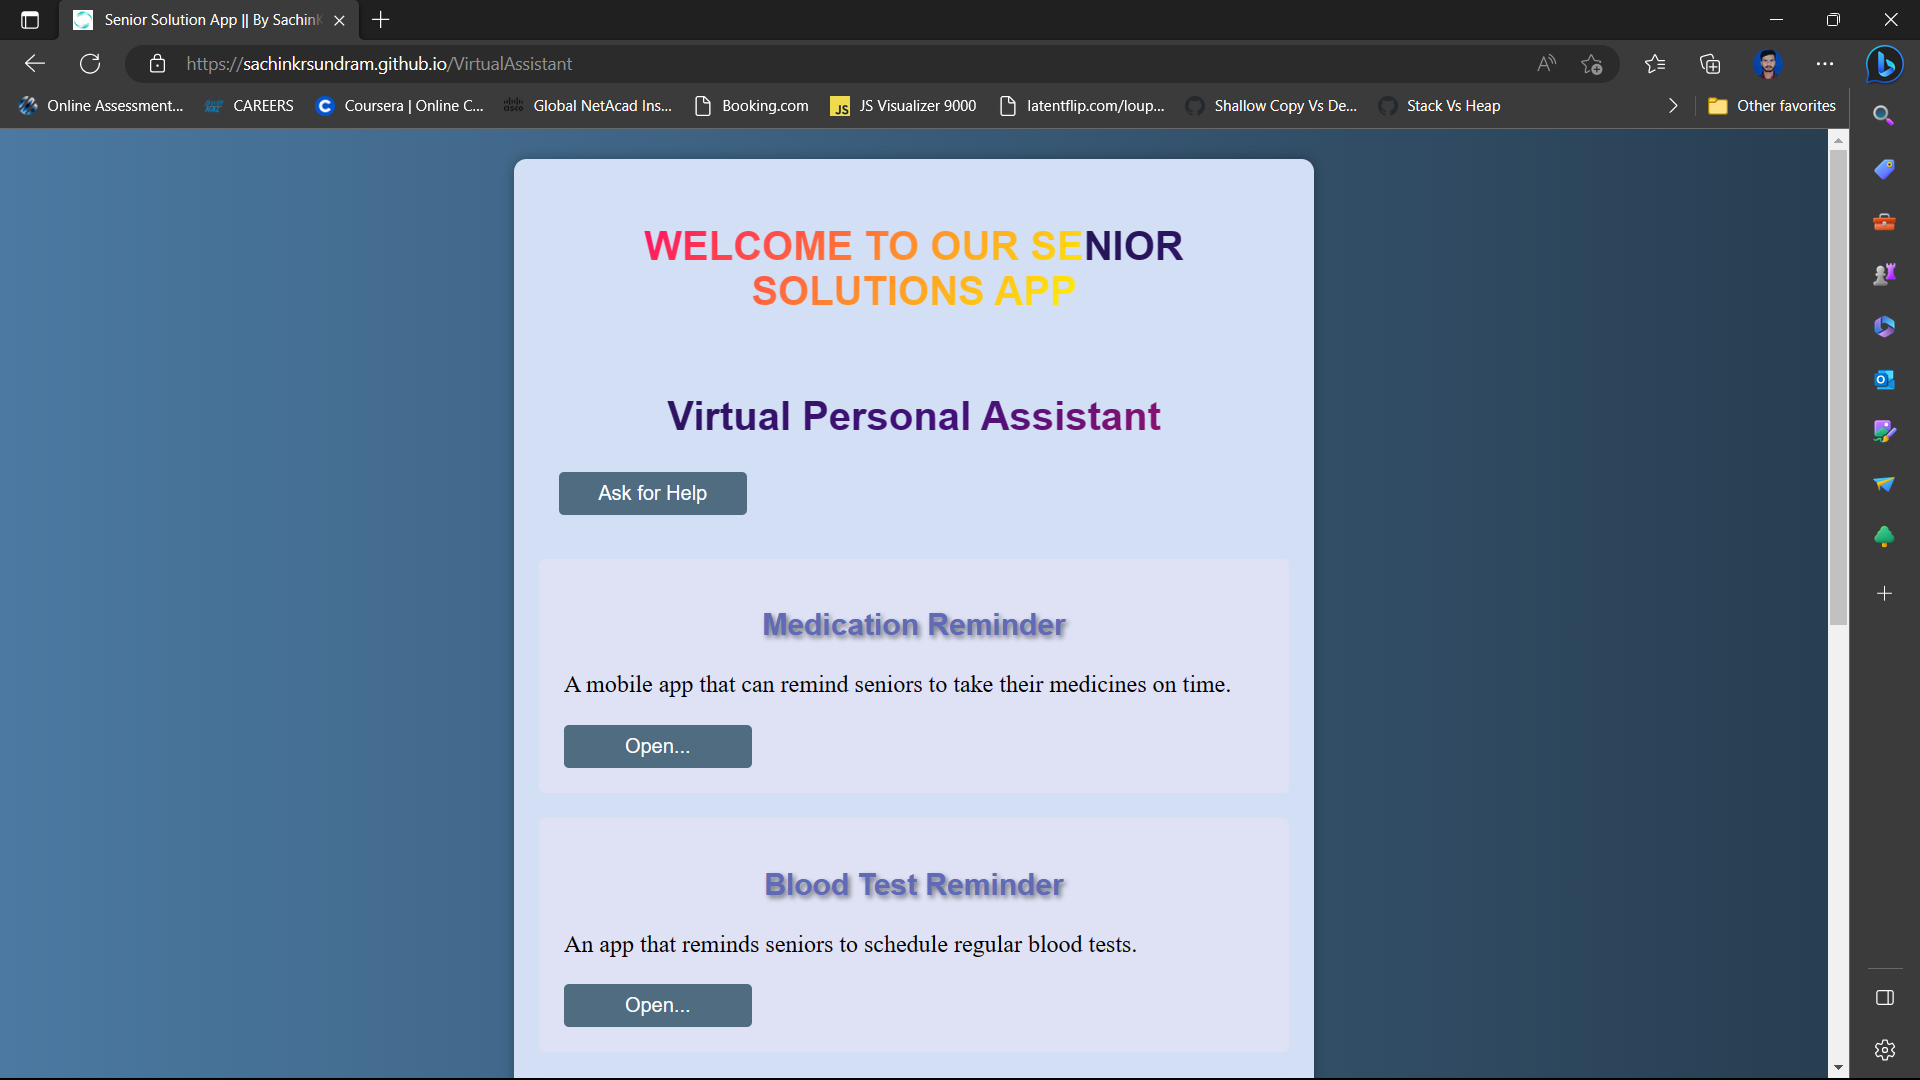 Senior Solution App || By SachinK
https://sachinkrsundram.github.io/VirtualAssistant
Online Assessment... CAREERS Coursera | Online C... Global NetAcad Ins... Booking.com JS Visualizer 9000 latentflip.com/loup... Shallow Copy Vs De... Stack Vs Heap Other favorites
WELCOME TO OUR SENIOR
SOLUTIONS APP
Virtual Personal Assistant
Ask for Help
Medication Reminder
A mobile app that can remind seniors to take their medicines on time.
Open...
Blood Test Reminder
An app that reminds seniors to schedule regular blood tests.
Open...